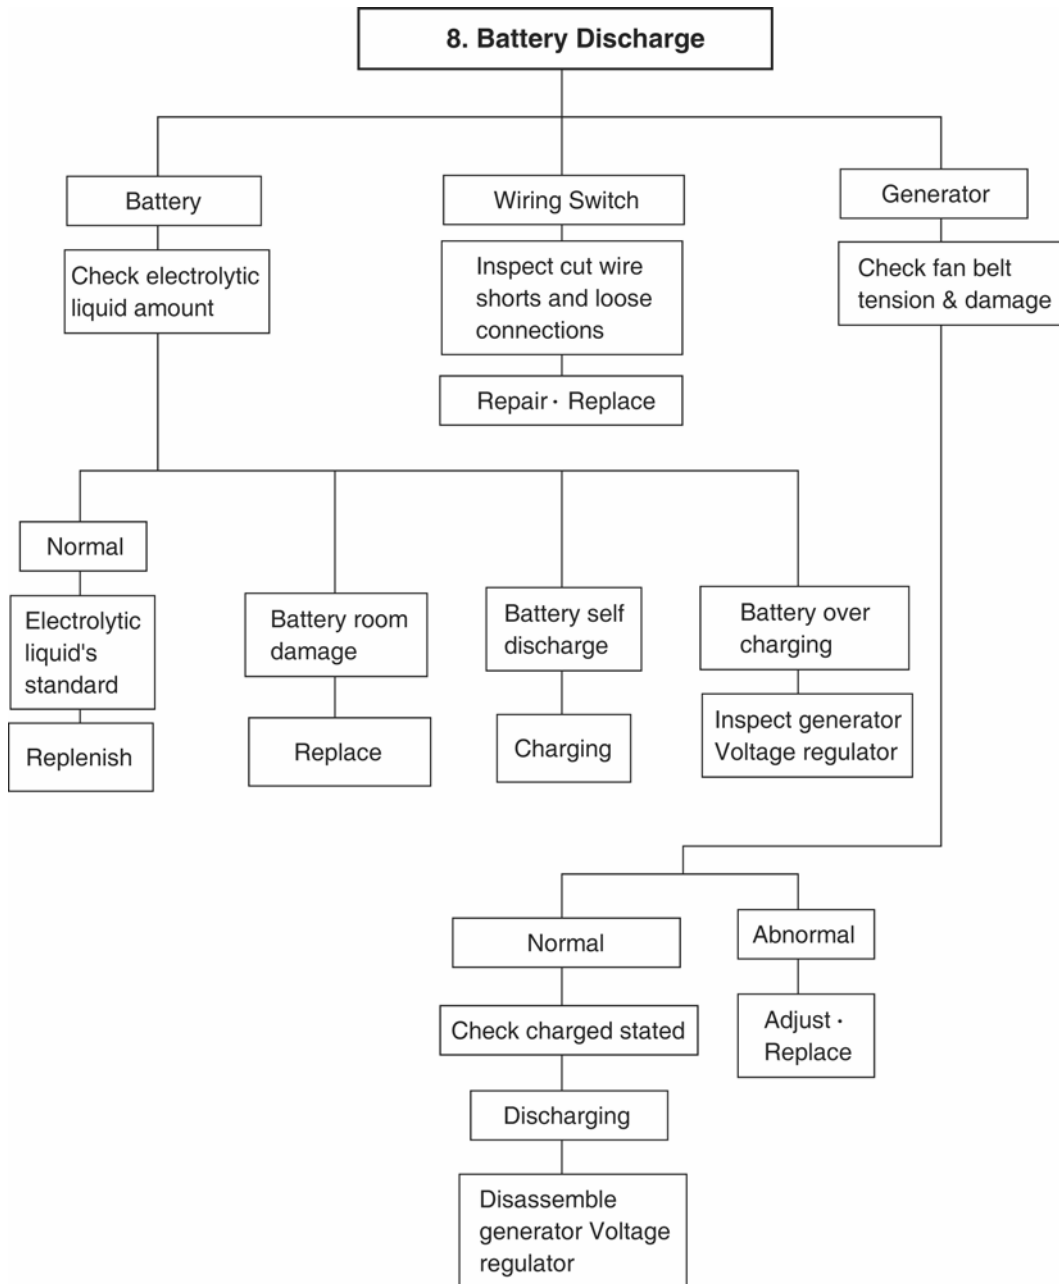 8. Battery Discharge
Battery
Wiring Switch
Generator
Check electrolytic
liquid amount
Inspect cut wire
shorts and loose
connections
Check fan belt
tension & damage
Repair · Replace
Normal
Electrolytic
liquid's
standard
Replenish
Battery room
damage
Replace
Battery self
discharge
Charging
Battery over
charging
Inspect generator
Voltage regulator
Normal
Abnormal
Check charged stated
Adjust ·
Replace
Discharging
Disassemble
generator Voltage
regulator